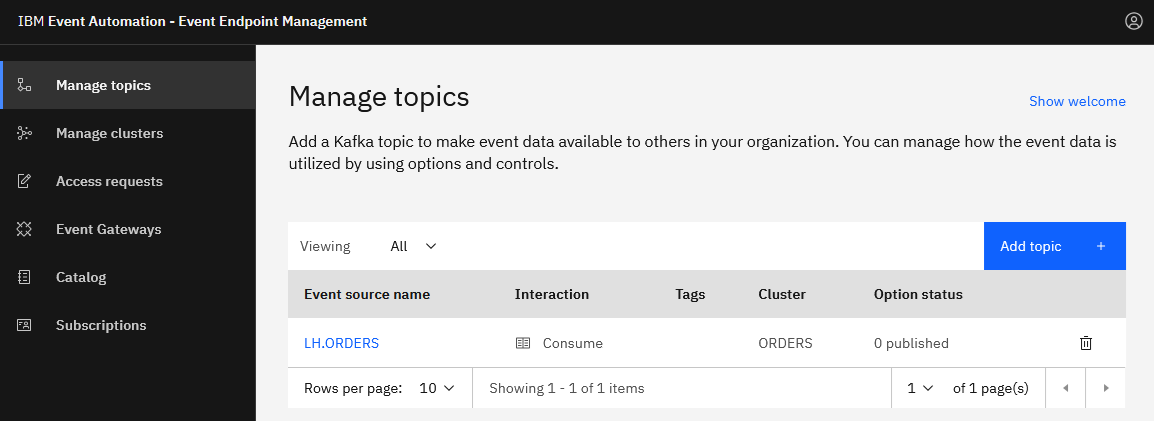 IBM Event Automation - Event Endpoint Management
Manage topics
Manage clusters
Access requests
Event Gateways
Catalog
Subscriptions
Manage topics
Show welcome
Add a Kafka topic to make event data available to others in your organization. You can manage how the event data is
utilized by using options and controls.
Viewing All
Add topic +
Event source name Interaction Tags Cluster Option status
LH.ORDERS Consume ORDERS 0 published
Rows per page: 10 Showing 1 - 1 of 1 items 1 of 1 page(s)